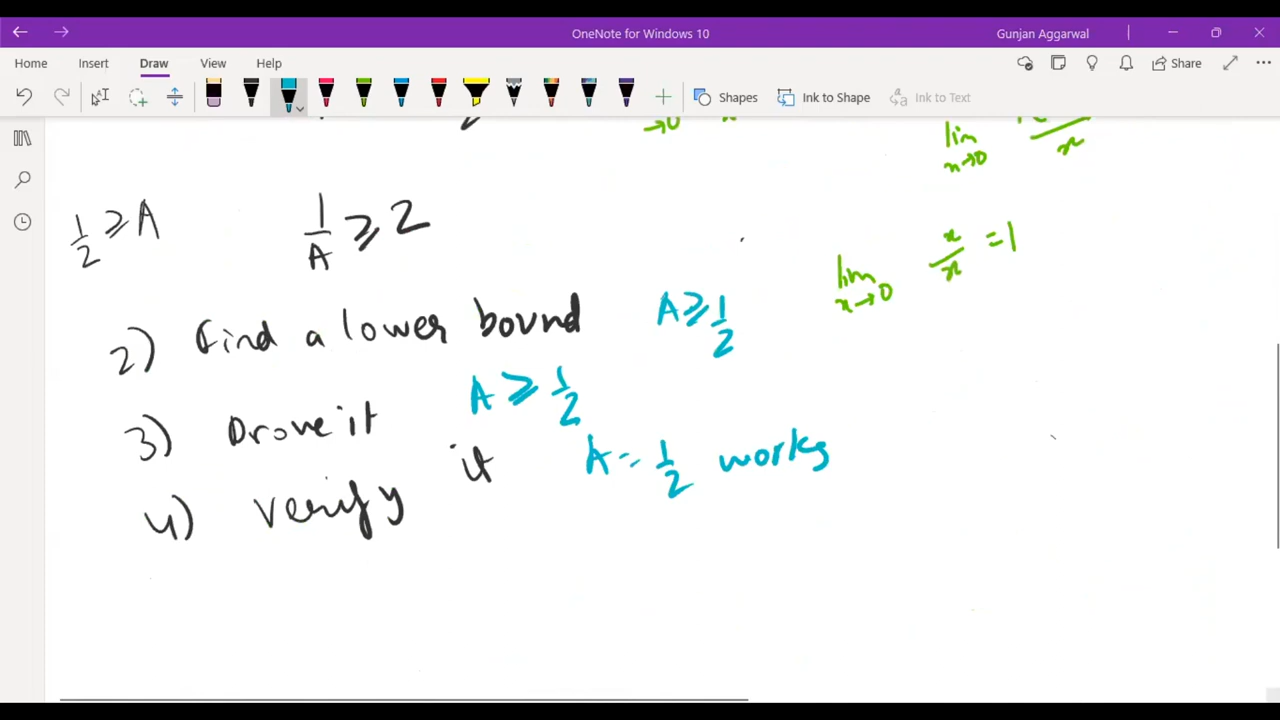 OneNote for Windows 10
Gunjan Aggarwal
Home Insert Draw View Help
Share
Shapes
Ink to Shape
Ink to Text
→0
lim
x→0
x
1/2 ≥ A
1/A ≥ 2
lim x→0 x/x = 1
2) Find a lower bound A ≥ 1/2
3) Prove it A ≥ 1/2
4) verify it A = 1/2 works